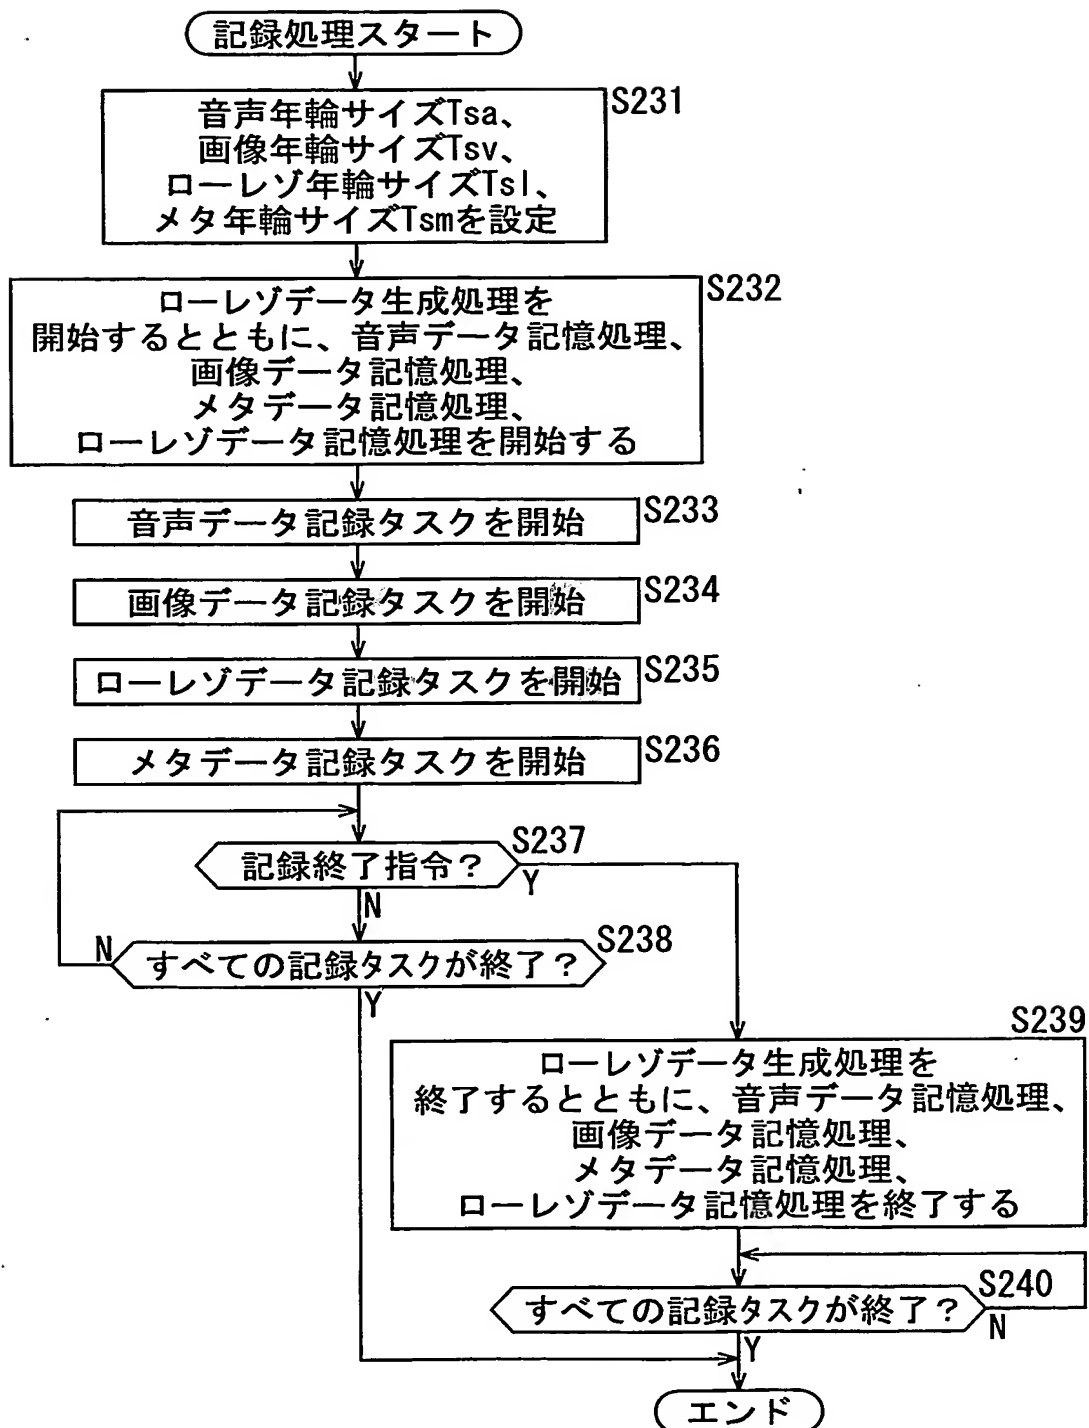 記録処理スタート
S231
音声年輪サイズTsa、
画像年輪サイズTsv、
ローレゾ年輪サイズTsl、
メタ年輪サイズTsmを設定
S232
ローレゾデータ生成処理を
開始するとともに、音声データ記憶処理、
画像データ記憶処理、
メタデータ記憶処理、
ローレゾデータ記憶処理を開始する
音声データ記録タスクを開始 S233
画像データ記録タスクを開始 S234
ローレゾデータ記録タスクを開始 S235
メタデータ記録タスクを開始 S236
S237
記録終了指令？
Y
N
S238
N
すべての記録タスクが終了？
Y
S239
ローレゾデータ生成処理を
終了するとともに、音声データ記憶処理、
画像データ記憶処理、
メタデータ記憶処理、
ローレゾデータ記憶処理を終了する
S240
すべての記録タスクが終了？
N
Y
エンド